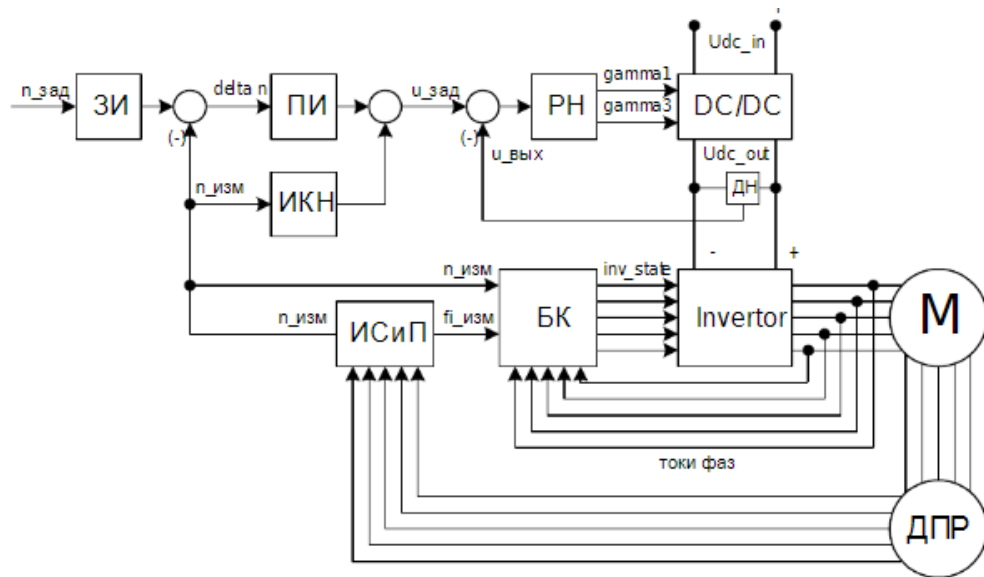 Udc_in
n_зад
ЗИ
(-)
delta n
ПИ
u_зад
(-)
РН
gamma1
gamma3
DC/DC
u_вых
Udc_out
ДН
n_изм
ИКН
- +
n_изм
inv_state
n_изм
ИСиП
fi_изм
БК
Invertor
М
токи фаз
ДПР